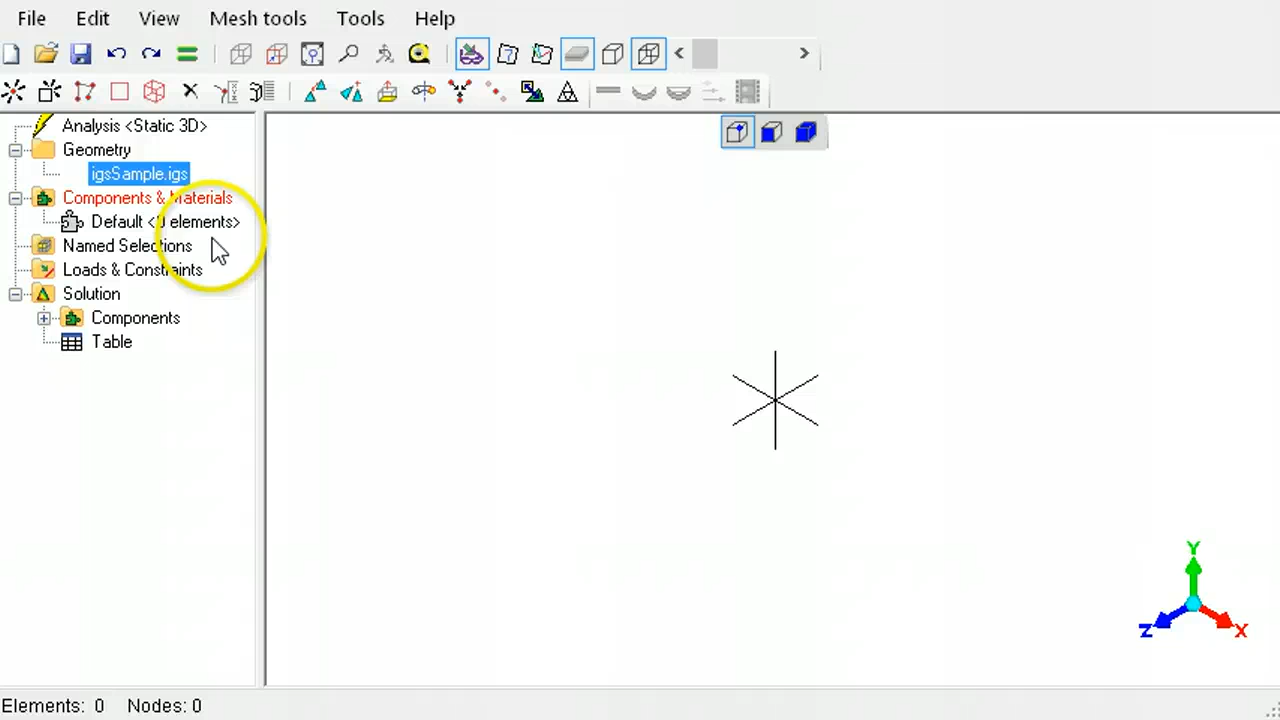 File Edit View Mesh tools Tools Help
Analysis <Static 3D>
Geometry
igsSample.igs
Components & Materials
Default <0 elements>
Named Selections
Loads & Constraints
Solution
Components
Table
Y
Z X
Elements: 0 Nodes: 0